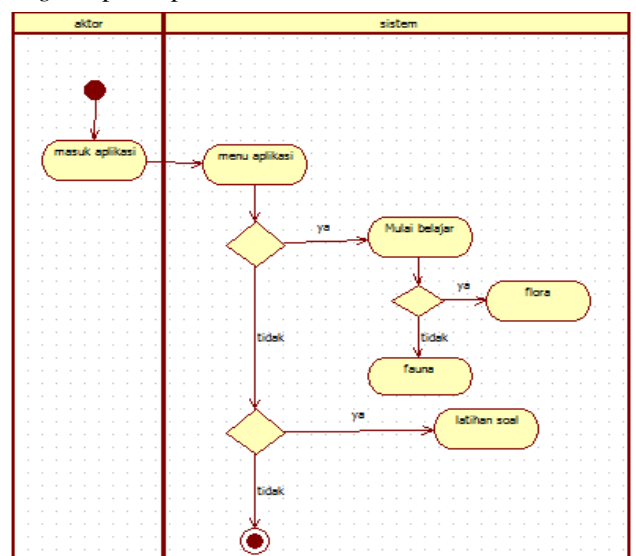 aktor
sistem
masuk aplikasi
menu aplikasi
ya
Mulai belajar
ya
flora
tidak
tidak
fauna
ya
latihan soal
tidak